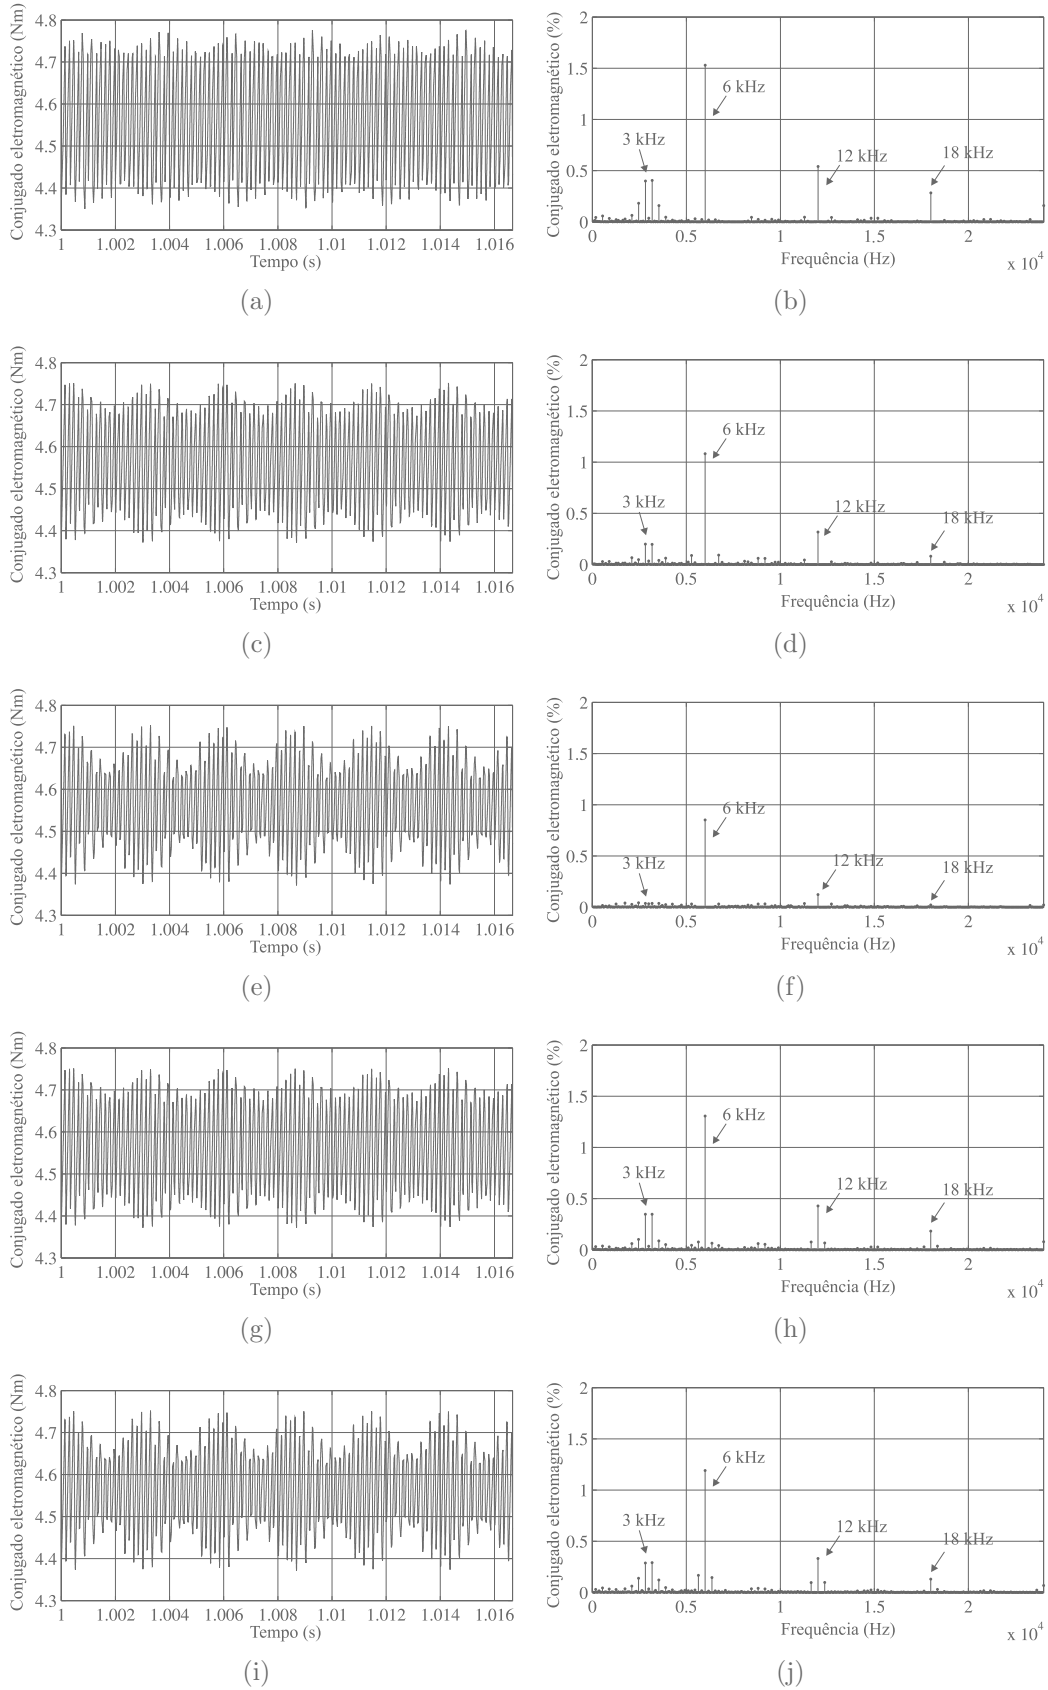 Conjugado eletromagnético (Nm)
4.8
4.7
4.6
4.5
4.4
4.3
1 1.002 1.004 1.006 1.008 1.01 1.012 1.014 1.016
Tempo (s)
(a)
Conjugado eletromagnético (%)
2
1.5
1
0.5
0
6 kHz
3 kHz
12 kHz
18 kHz
0 0.5 1 1.5 2
Frequência (Hz)
x 10^4
(b)
Conjugado eletromagnético (Nm)
4.8
4.7
4.6
4.5
4.4
4.3
1 1.002 1.004 1.006 1.008 1.01 1.012 1.014 1.016
Tempo (s)
(c)
Conjugado eletromagnético (%)
2
1.5
1
0.5
0
6 kHz
3 kHz
12 kHz
18 kHz
0 0.5 1 1.5 2
Frequência (Hz)
x 10^4
(d)
Conjugado eletromagnético (Nm)
4.8
4.7
4.6
4.5
4.4
4.3
1 1.002 1.004 1.006 1.008 1.01 1.012 1.014 1.016
Tempo (s)
(e)
Conjugado eletromagnético (%)
2
1.5
1
0.5
0
6 kHz
3 kHz
12 kHz
18 kHz
0 0.5 1 1.5 2
Frequência (Hz)
x 10^4
(f)
Conjugado eletromagnético (Nm)
4.8
4.7
4.6
4.5
4.4
4.3
1 1.002 1.004 1.006 1.008 1.01 1.012 1.014 1.016
Tempo (s)
(g)
Conjugado eletromagnético (%)
2
1.5
1
0.5
0
6 kHz
3 kHz
12 kHz
18 kHz
0 0.5 1 1.5 2
Frequência (Hz)
x 10^4
(h)
Conjugado eletromagnético (Nm)
4.8
4.7
4.6
4.5
4.4
4.3
1 1.002 1.004 1.006 1.008 1.01 1.012 1.014 1.016
Tempo (s)
(i)
Conjugado eletromagnético (%)
2
1.5
1
0.5
0
6 kHz
3 kHz
12 kHz
18 kHz
0 0.5 1 1.5 2
Frequência (Hz)
x 10^4
(j)